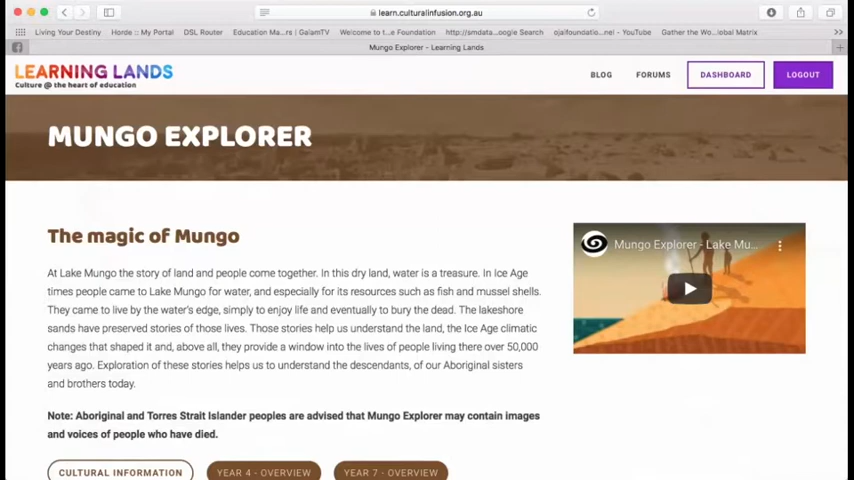 learn.culturalinfusion.org.au
Living Your Destiny Horde :: My Portal DSL Router Education Ma...rs | GaiamTV Welcome to t...e Foundation http://amdata...oogle Search ojaifoundatio...nel - YouTube Gather the Wo...lobal Matrix >>
Mungo Explorer - Learning Lands
LEARNING LANDS
Culture @ the heart of education
BLOG FORUMS DASHBOARD LOGOUT
MUNGO EXPLORER
The magic of Mungo
At Lake Mungo the story of land and people come together. In this dry land, water is a treasure. In Ice Age
times people came to Lake Mungo for water, and especially for its resources such as fish and mussel shells.
They came to live by the water's edge, simply to enjoy life and eventually to bury the dead. The lakeshore
sands have preserved stories of those lives. Those stories help us understand the land, the Ice Age climatic
changes that shaped it and, above all, they provide a window into the lives of people living there over 50,000
years ago. Exploration of these stories helps us to understand the descendants, of our Aboriginal sisters
and brothers today.
Note: Aboriginal and Torres Strait Islander peoples are advised that Mungo Explorer may contain images
and voices of people who have died.
CULTURAL INFORMATION YEAR 4 - OVERVIEW YEAR 7 - OVERVIEW
Mungo Explorer - Lake Mu...